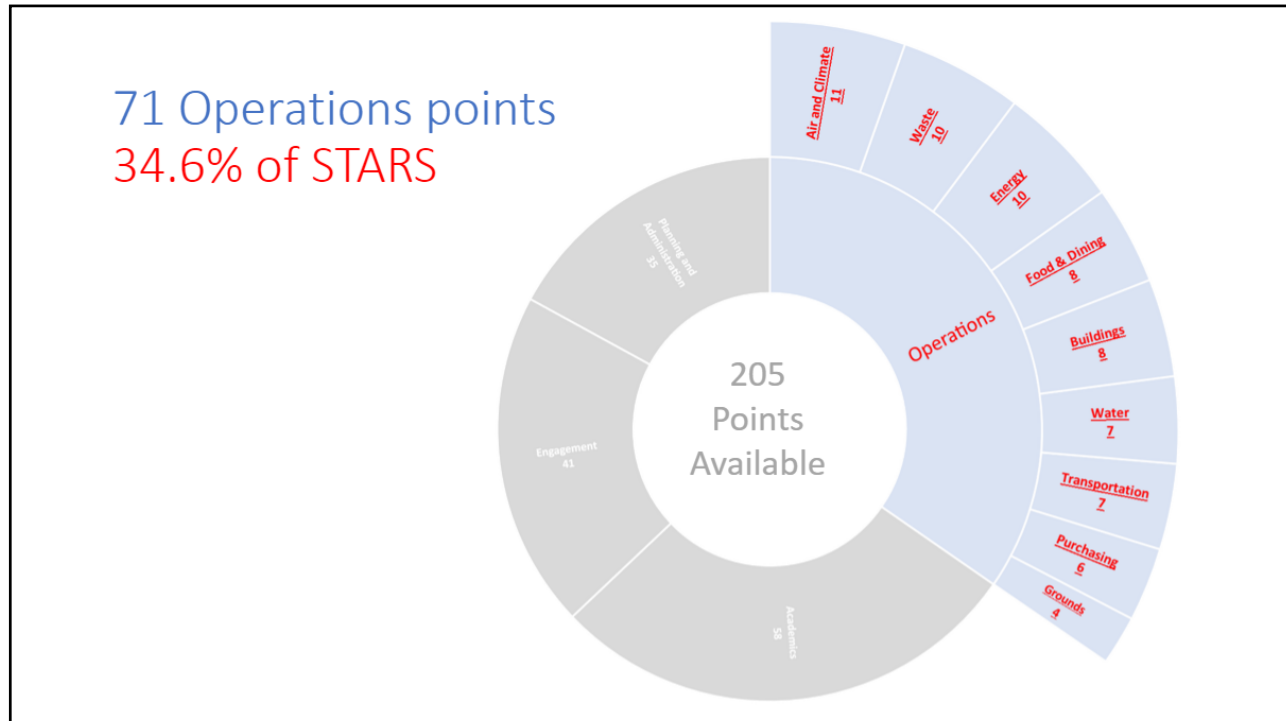 71 Operations points
34.6% of STARS
Air and Climate
11
Waste
10
Energy
10
Food & Dining
8
Buildings
8
Water
7
Transportation
7
Purchasing
6
Grounds
4
Operations
Planning and
Administration
35
Engagement
41
Academics
58
205
Points
Available